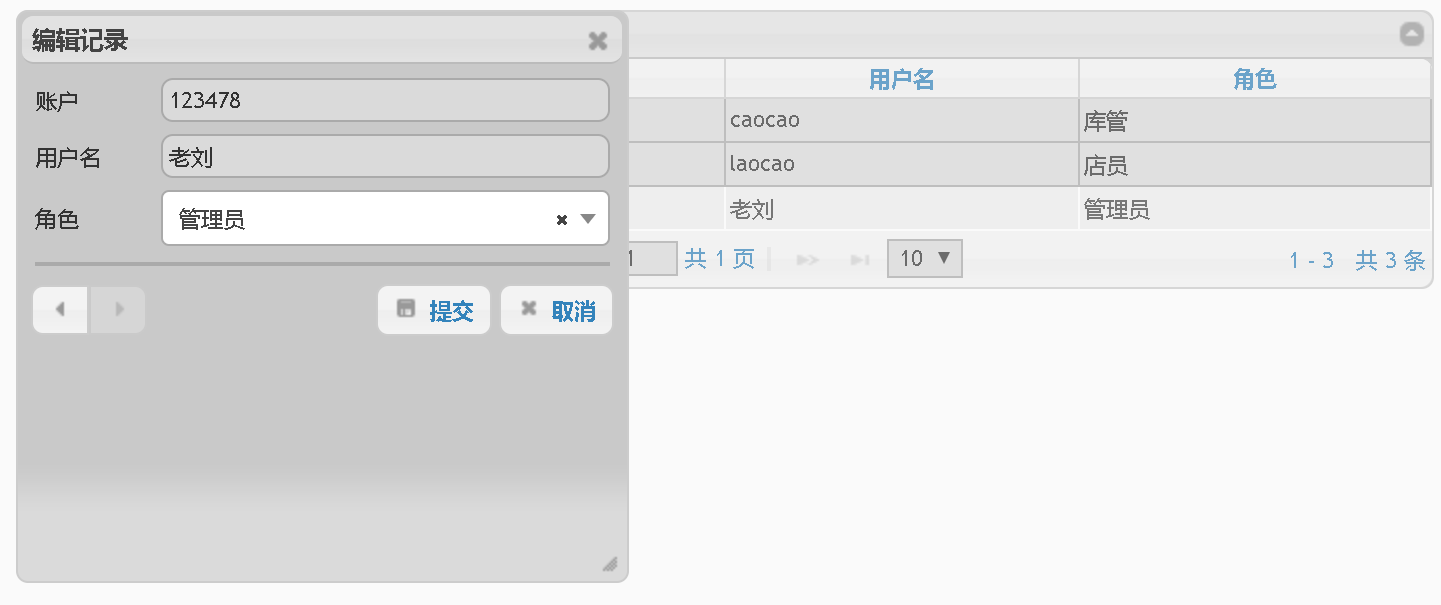 编辑记录
账户 123478
用户名 老刘
角色 管理员
提交 取消
用户名 角色
caocao 库管
laocao 店员
老刘 管理员
1 共 1 页 10 1 - 3 共 3 条